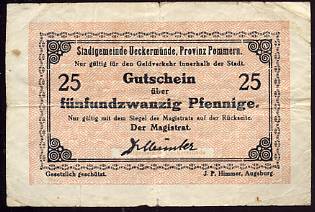 Stadtgemeinde Ueckermünde, Provinz Pommern.
Nur gültig für den Geldverkehr innerhalb der Stadt.
25 Gutschein 25
über
fünfundzwanzig Pfennige.
Nur gültig mit dem Siegel des Magistrats auf der Rückseite.
Der Magistrat.
Gesetzlich geschützt. J. P. Himmer, Augsburg.